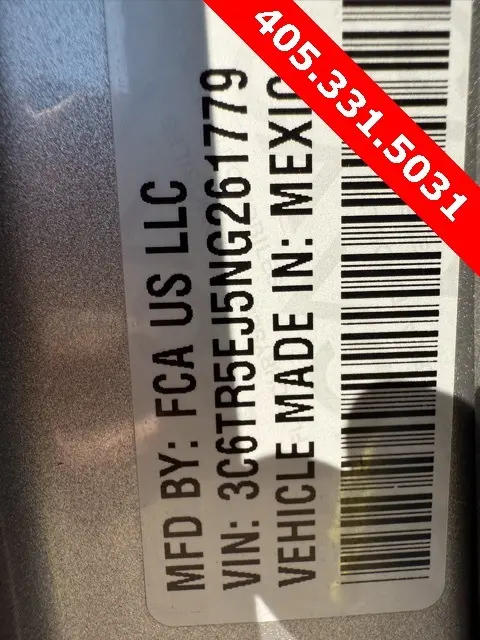 405.331.5031
MFD BY: FCA US LLC
VIN: 3C6TR5EJ5NG261779
VEHICLE MADE IN: MEXIC